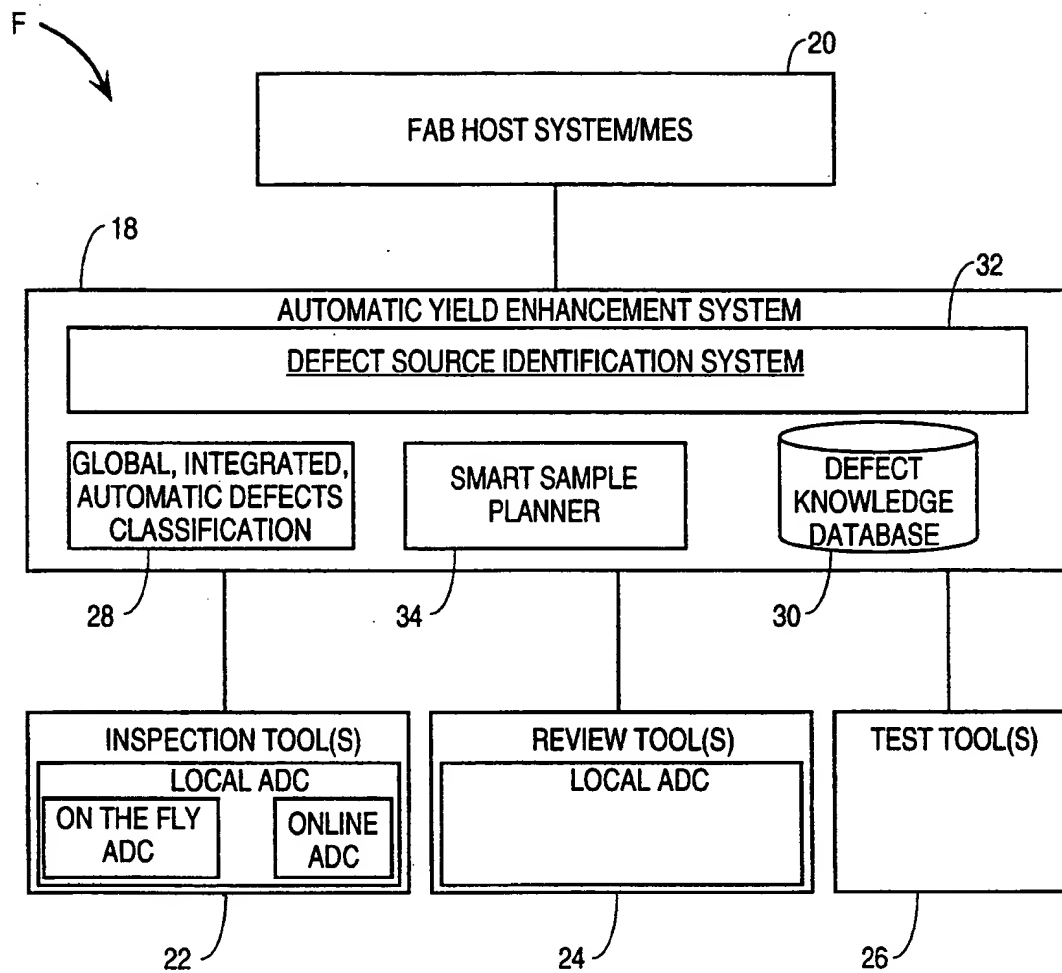 F
20
FAB HOST SYSTEM/MES
18
32
AUTOMATIC YIELD ENHANCEMENT SYSTEM
DEFECT SOURCE IDENTIFICATION SYSTEM
GLOBAL, INTEGRATED,
AUTOMATIC DEFECTS
CLASSIFICATION
SMART SAMPLE
PLANNER
DEFECT
KNOWLEDGE
DATABASE
28
34
30
INSPECTION TOOL(S)
LOCAL ADC
ON THE FLY
ADC
ONLINE
ADC
REVIEW TOOL(S)
LOCAL ADC
TEST TOOL(S)
22
24
26